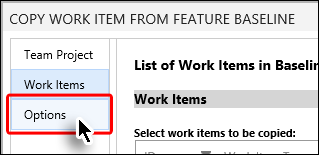 COPY WORK ITEM FROM FEATURE BASELINE
Team Project
Work Items
Options
List of Work Items in Baselin
Work Items
Select work items to be copied: